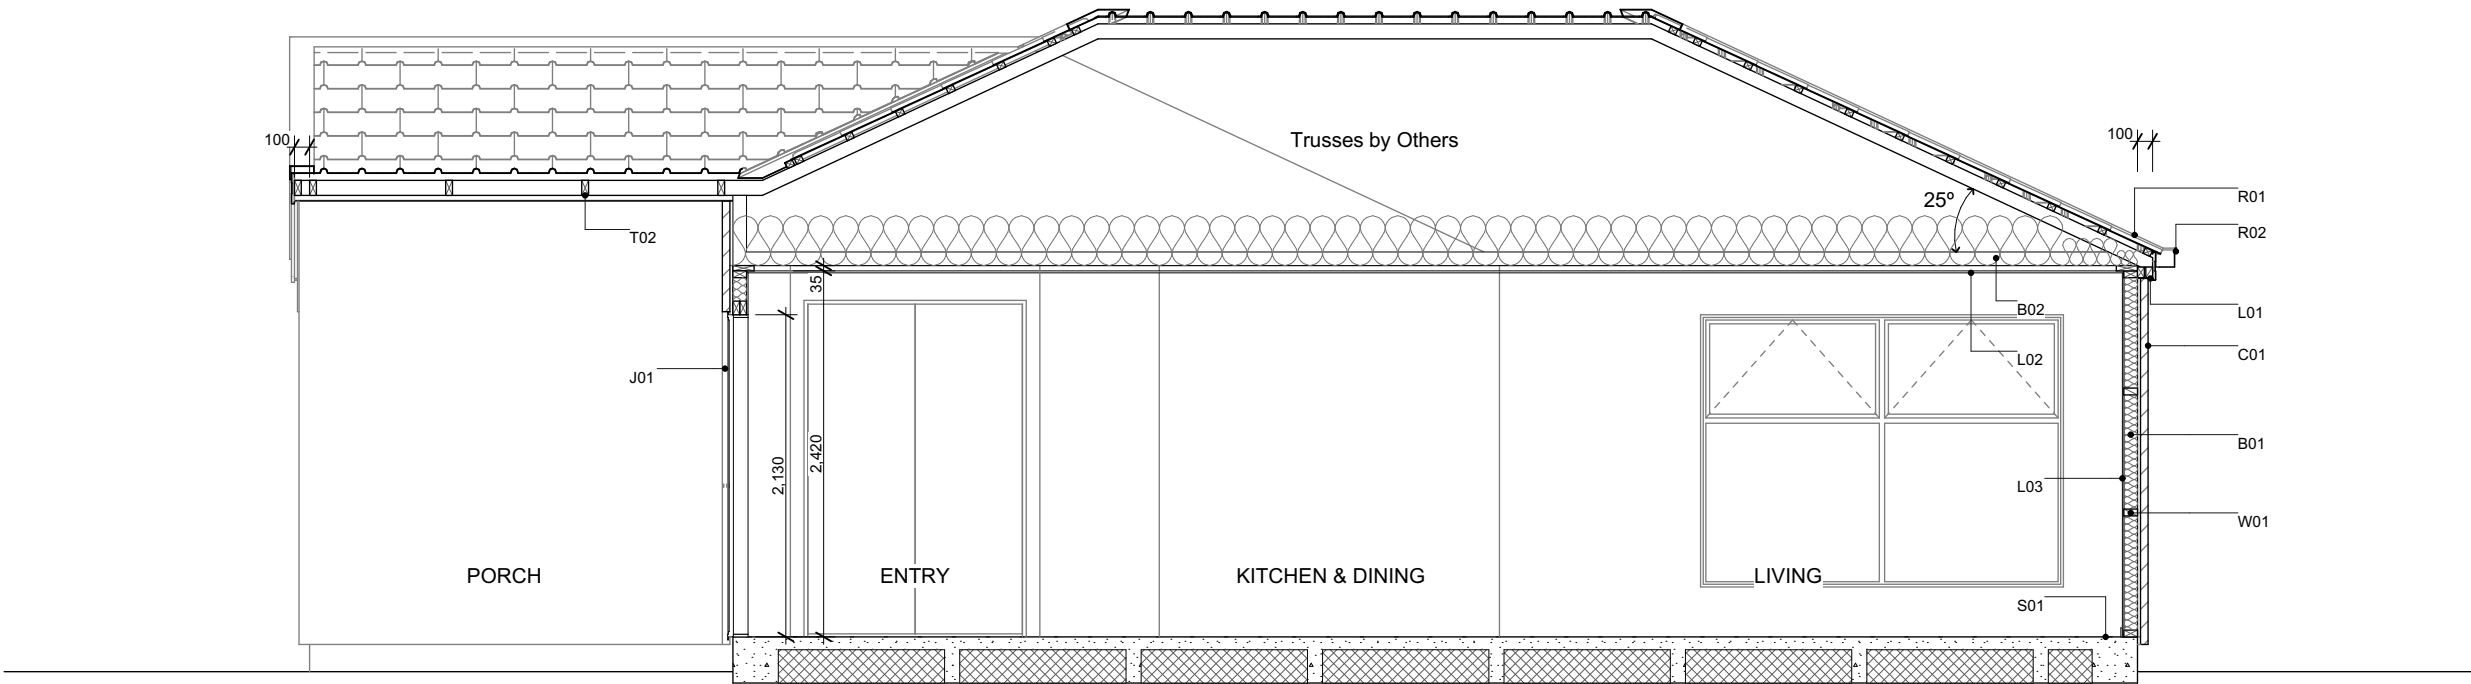 100
Trusses by Others
100
25º
R01
R02
T02
35
B02
L01
L02
C01
J01
2,130
2,420
B01
L03
W01
PORCH
ENTRY
KITCHEN & DINING
LIVING
S01